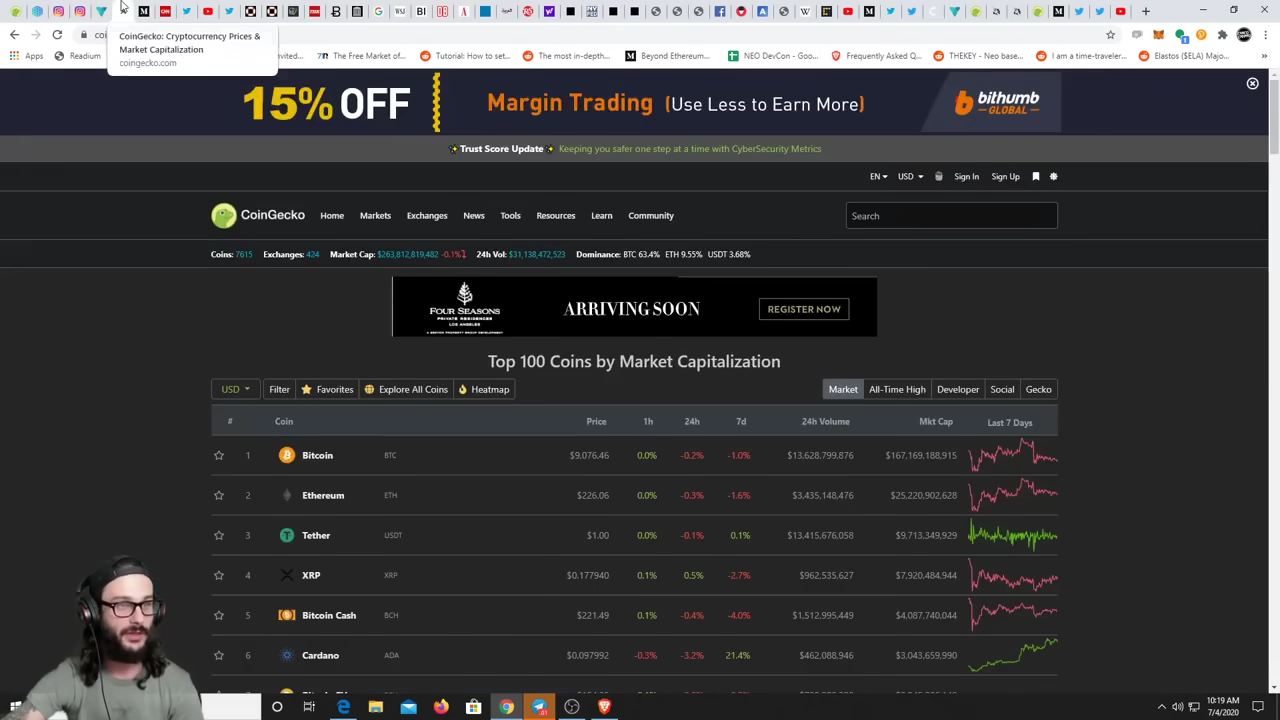 coi
Apps
Readium
CoinGecko: Cryptocurrency Prices &
Market Capitalization
coingecko.com
nvited...
The Free Market of...
Tutorial: How to set...
The most in-depth...
Beyond Ethereum...
NEO DevCon - Goo...
Frequently Asked Qu...
THEKEY - Neo base...
I am a time-traveler...
Elastos ($ELA) Majo...
15% OFF
Margin Trading (Use Less to Earn More)
bithumb
GLOBAL
Trust Score Update
Keeping you safer one step at a time with CyberSecurity Metrics
EN USD Sign In Sign Up
CoinGecko Home Markets Exchanges News Tools Resources Learn Community Search
Coins: 7615 Exchanges: 424 Market Cap: $263,812,819,482 -0.1% 24h Vol: $31,138,472,523 Dominance: BTC 63.4% ETH 9.55% USDT 3.68%
FOUR SEASONS
PRIVATE RESIDENCES
LOS ANGELES
ARRIVING SOON
REGISTER NOW
Top 100 Coins by Market Capitalization
USD Filter Favorites Explore All Coins Heatmap Market All-Time High Developer Social Gecko
# Coin Price 1h 24h 7d 24h Volume Mkt Cap Last 7 Days
1 Bitcoin BTC $9,076.46 0.0% -0.2% -1.0% $13,628,799,876 $167,169,188,915
2 Ethereum ETH $226.06 0.0% -0.3% -1.6% $3,435,148,476 $25,220,902,628
3 Tether USDT $1.00 0.0% -0.1% 0.1% $13,415,676,058 $9,713,349,929
4 XRP XRP $0.177940 0.1% 0.5% -2.7% $962,535,627 $7,920,484,944
5 Bitcoin Cash BCH $221.49 0.1% -0.4% -4.0% $1,512,995,449 $4,087,740,044
6 Cardano ADA $0.097992 -0.3% -3.2% 21.4% $462,088,946 $3,043,659,990
10:19 AM
7/4/2020